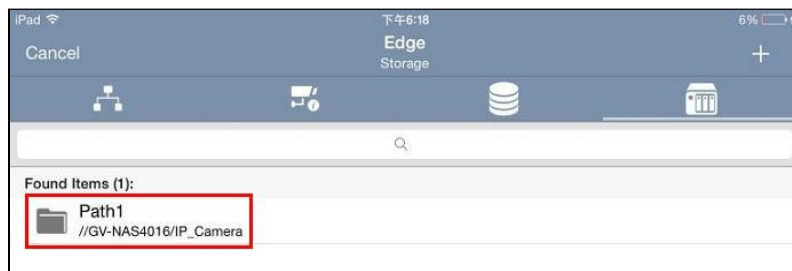 iPad 下午6:18 6%
Edge
Cancel +
Storage
Found Items (1):
Path1
//GV-NAS4016/IP_Camera